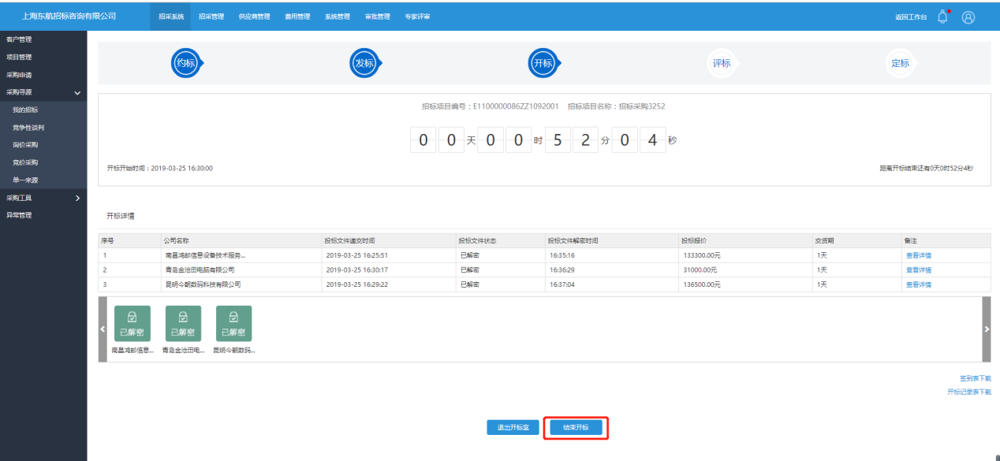 上海东航招标咨询有限公司 招采系统 招采管理 供应商管理 费用管理 系统管理 审批管理 专家评审 返回工作台
客户管理
项目管理
采购申请
采购寻源
我的招标
竞争性谈判
询价采购
竞价采购
单一来源
采购工具
异常管理
约标 发标 开标 评标 定标
招标项目编号：E1100000086ZZ1092001 招标项目名称：招标采购3252
0 0 天 0 0 时 5 2 分 0 4 秒
开标开始时间：2019-03-25 16:30:00 距离开标结束还有0天0时52分4秒
开标详情
序号 公司名称 投标文件递交时间 投标文件状态 投标文件解密时间 投标报价 交货期 备注
1 南昌鸿邮信息设备技术服务... 2019-03-25 16:25:51 已解密 16:35:16 133300.00元 1天 查看详情
2 青岛金沧田电脑有限公司 2019-03-25 16:30:17 已解密 16:36:29 31000.00元 1天 查看详情
3 昆明今朝数码科技有限公司 2019-03-25 16:29:22 已解密 16:37:04 136500.00元 1天 查看详情
已解密 已解密 已解密
南昌鸿邮信息... 青岛金沧田电... 昆明今朝数码...
签到表下载
开标记录表下载
退出开标室 结束开标